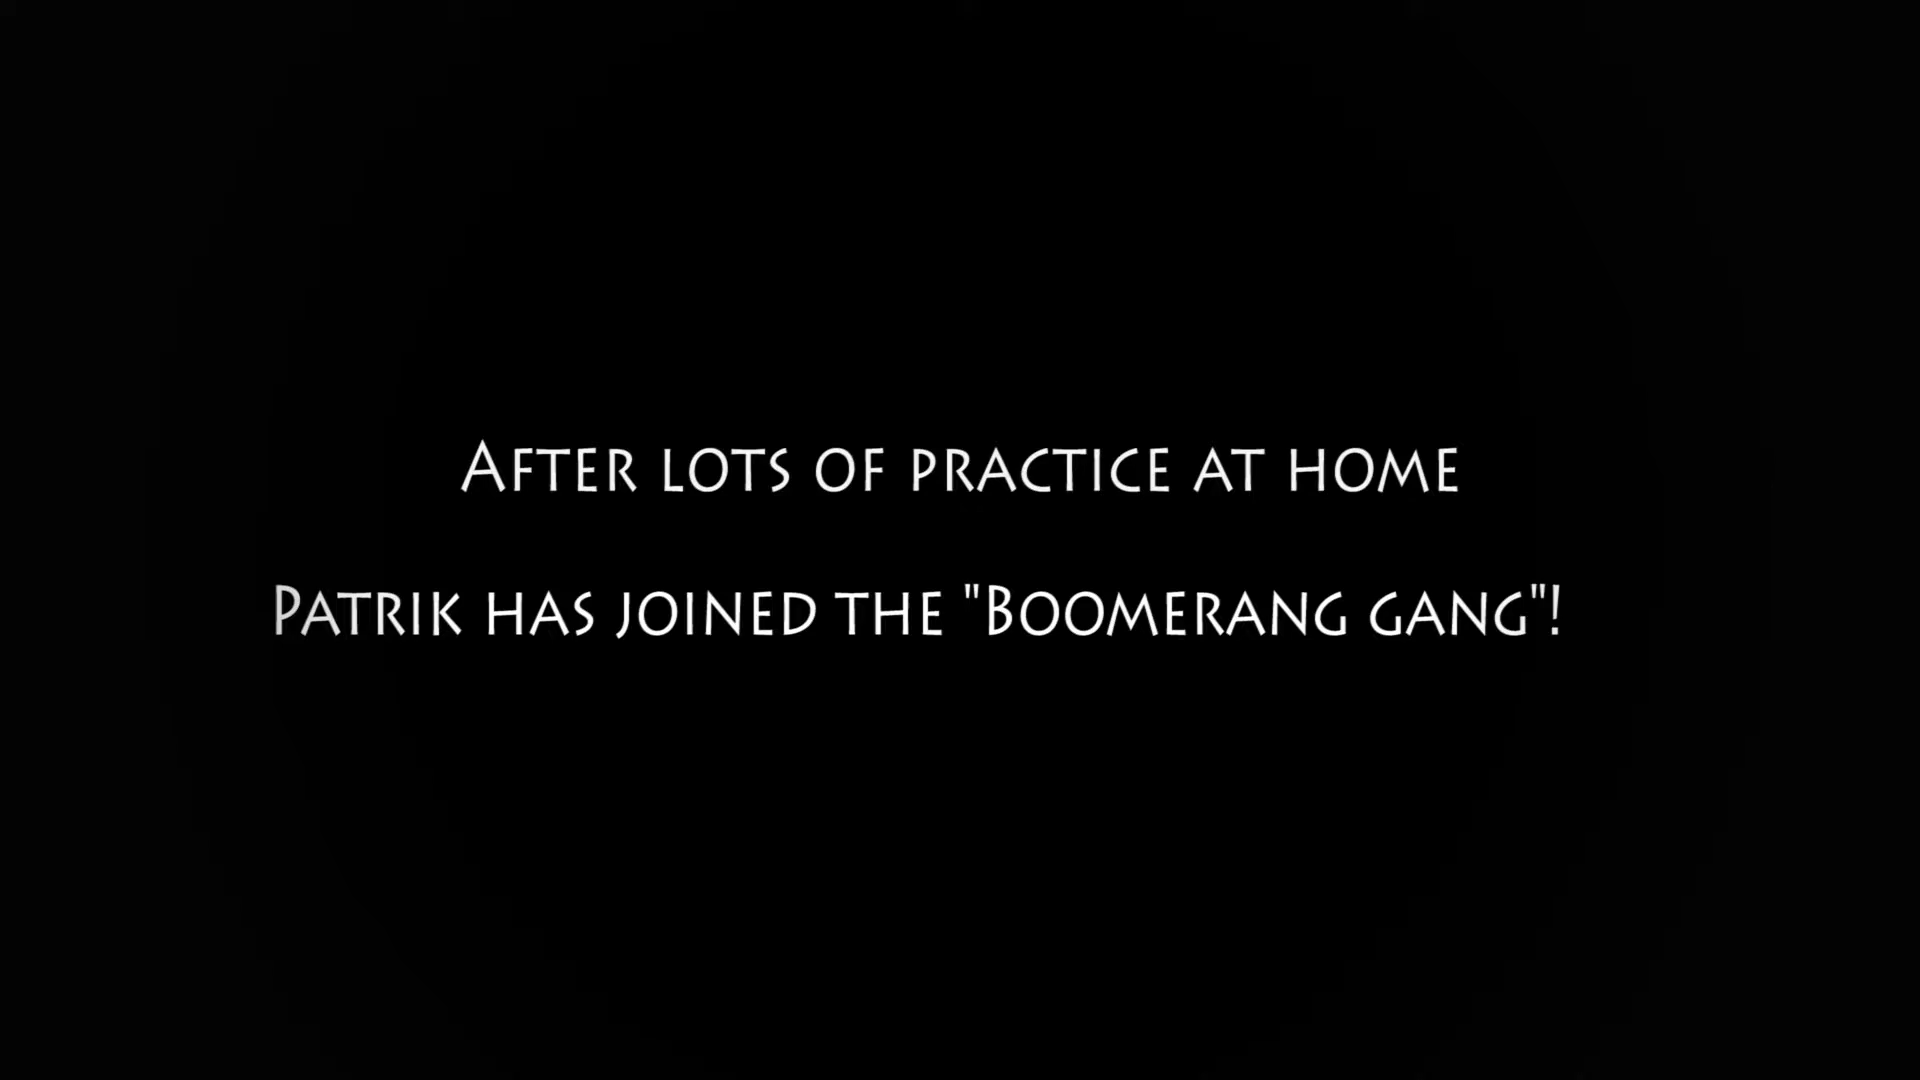 After lots of practice at home
Patrik has joined the "Boomerang gang"!